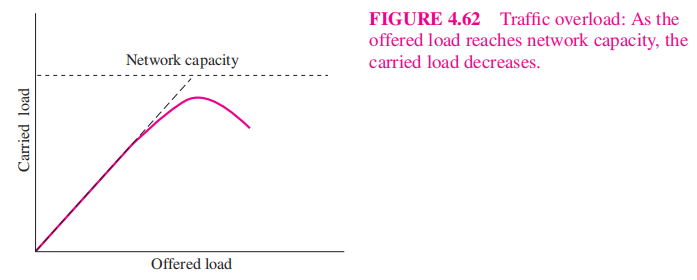 FIGURE 4.62 Traffic overload: As the
offered load reaches network capacity, the
carried load decreases.
Network capacity
Carried load
Offered load